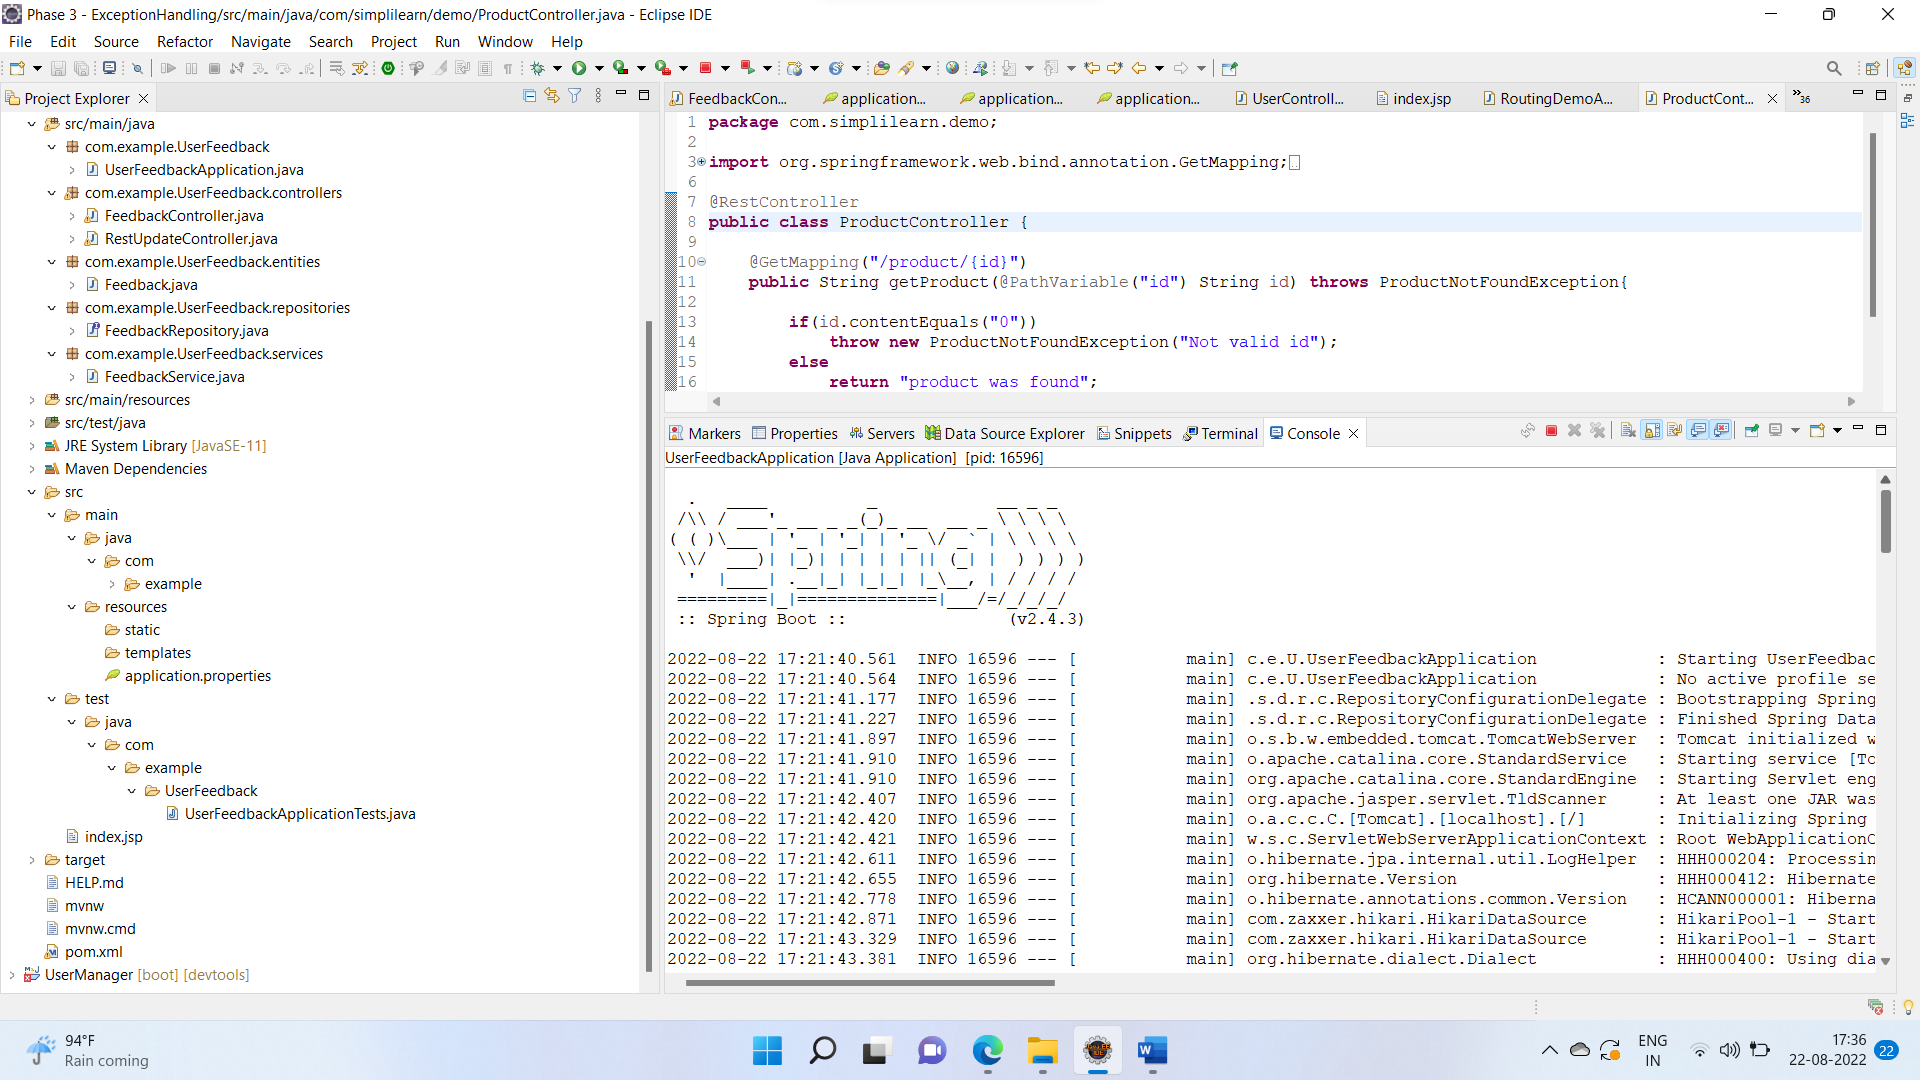 Phase 3 - ExceptionHandling/src/main/java/com/simplilearn/demo/ProductController.java - Eclipse IDE
File Edit Source Refactor Navigate Search Project Run Window Help
Project Explorer
src/main/java
com.example.UserFeedback
UserFeedbackApplication.java
com.example.UserFeedback.controllers
FeedbackController.java
RestUpdateController.java
com.example.UserFeedback.entities
Feedback.java
com.example.UserFeedback.repositories
FeedbackRepository.java
com.example.UserFeedback.services
FeedbackService.java
src/main/resources
src/test/java
JRE System Library [JavaSE-11]
Maven Dependencies
src
main
java
com
example
resources
static
templates
application.properties
test
java
com
example
UserFeedback
UserFeedbackApplicationTests.java
index.jsp
target
HELP.md
mvnw
mvnw.cmd
pom.xml
UserManager [boot] [devtools]
FeedbackCon... application... application... application... UserControll... index.jsp RoutingDemoA... ProductCont... »36
1 package com.simplilearn.demo;
2
3 import org.springframework.web.bind.annotation.GetMapping;
6
7 @RestController
8 public class ProductController {
9
10 @GetMapping("/product/{id}")
11 public String getProduct(@PathVariable("id") String id) throws ProductNotFoundException{
12
13 if(id.contentEquals("0"))
14 throw new ProductNotFoundException("Not valid id");
15 else
16 return "product was found";
Markers Properties Servers Data Source Explorer Snippets Terminal Console
UserFeedbackApplication [Java Application] [pid: 16596]
  .   ____          _            __ _ _
 /\\ / ___'_ __ _ _(_)_ __  __ _ \ \ \ \
( ( )\___ | '_ | '_| | '_ \/ _` | \ \ \ \
 \\/  ___)| |_)| | | | | || (_| |  ) ) ) )
  '  |____| .__|_| |_|_| |_\__, | / / / /
 =========|_|==============|___/=/_/_/_/
:: Spring Boot :: (v2.4.3)
2022-08-22 17:21:40.561 INFO 16596 --- [ main] c.e.U.UserFeedbackApplication : Starting UserFeedbac
2022-08-22 17:21:40.564 INFO 16596 --- [ main] c.e.U.UserFeedbackApplication : No active profile se
2022-08-22 17:21:41.177 INFO 16596 --- [ main] .s.d.r.c.RepositoryConfigurationDelegate : Bootstrapping Spring
2022-08-22 17:21:41.227 INFO 16596 --- [ main] .s.d.r.c.RepositoryConfigurationDelegate : Finished Spring Data
2022-08-22 17:21:41.897 INFO 16596 --- [ main] o.s.b.w.embedded.tomcat.TomcatWebServer : Tomcat initialized w
2022-08-22 17:21:41.910 INFO 16596 --- [ main] o.apache.catalina.core.StandardService : Starting service [To
2022-08-22 17:21:41.910 INFO 16596 --- [ main] org.apache.catalina.core.StandardEngine : Starting Servlet eng
2022-08-22 17:21:42.407 INFO 16596 --- [ main] org.apache.jasper.servlet.TldScanner : At least one JAR was
2022-08-22 17:21:42.420 INFO 16596 --- [ main] o.a.c.c.C.[Tomcat].[localhost].[/] : Initializing Spring
2022-08-22 17:21:42.421 INFO 16596 --- [ main] w.s.c.ServletWebServerApplicationContext : Root WebApplicationC
2022-08-22 17:21:42.611 INFO 16596 --- [ main] o.hibernate.jpa.internal.util.LogHelper : HHH000204: Processin
2022-08-22 17:21:42.655 INFO 16596 --- [ main] org.hibernate.Version : HHH000412: Hibernate
2022-08-22 17:21:42.778 INFO 16596 --- [ main] o.hibernate.annotations.common.Version : HCANN000001: Hiberna
2022-08-22 17:21:42.871 INFO 16596 --- [ main] com.zaxxer.hikari.HikariDataSource : HikariPool-1 - Start
2022-08-22 17:21:43.329 INFO 16596 --- [ main] com.zaxxer.hikari.HikariDataSource : HikariPool-1 - Start
2022-08-22 17:21:43.381 INFO 16596 --- [ main] org.hibernate.dialect.Dialect : HHH000400: Using dia
94°F
Rain coming
ENG
IN
17:36
22-08-2022
22